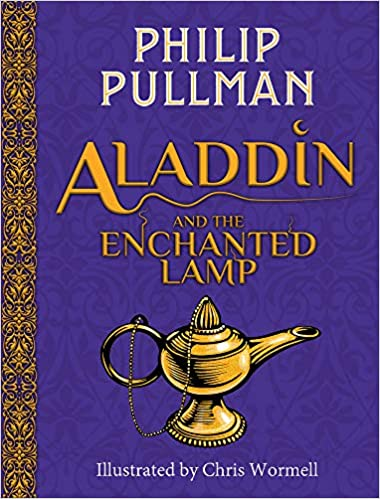 PHILIP
PULLMAN
ALADDIN
AND THE
ENCHANTED
LAMP
Illustrated by Chris Wormell